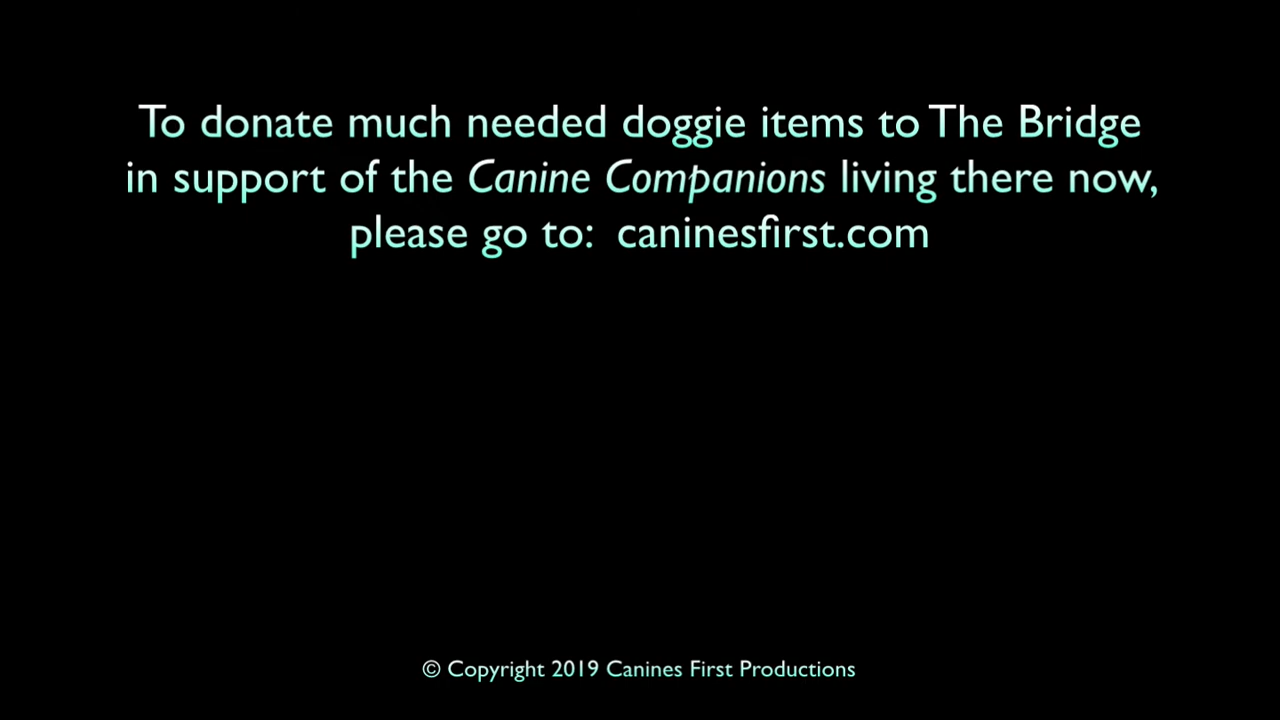 To donate much needed doggie items to The Bridge
in support of the Canine Companions living there now,
please go to: caninesfirst.com
© Copyright 2019 Canines First Productions